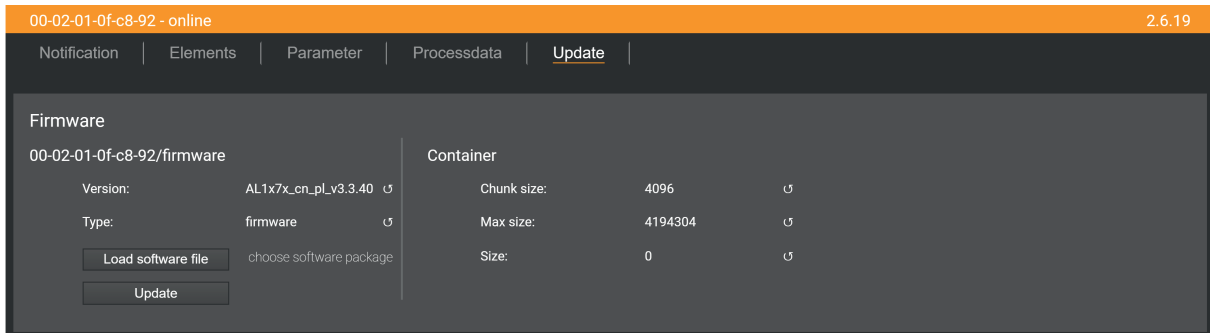 00-02-01-0f-c8-92 - online 2.6.19
Notification Elements Parameter Processdata Update
Firmware
00-02-01-0f-c8-92/firmware Container
Version: AL1x7x_cn_pl_v3.3.40 ↺ Chunk size: 4096 ↺
Type: firmware ↺ Max size: 4194304 ↺
Load software file choose software package Size: 0 ↺
Update